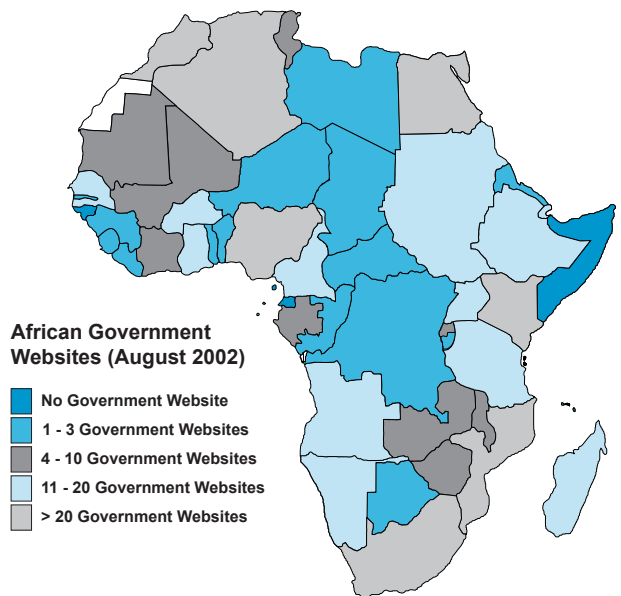 African Government
Websites (August 2002)
No Government Website
1 - 3 Government Websites
4 - 10 Government Websites
11 - 20 Government Websites
> 20 Government Websites